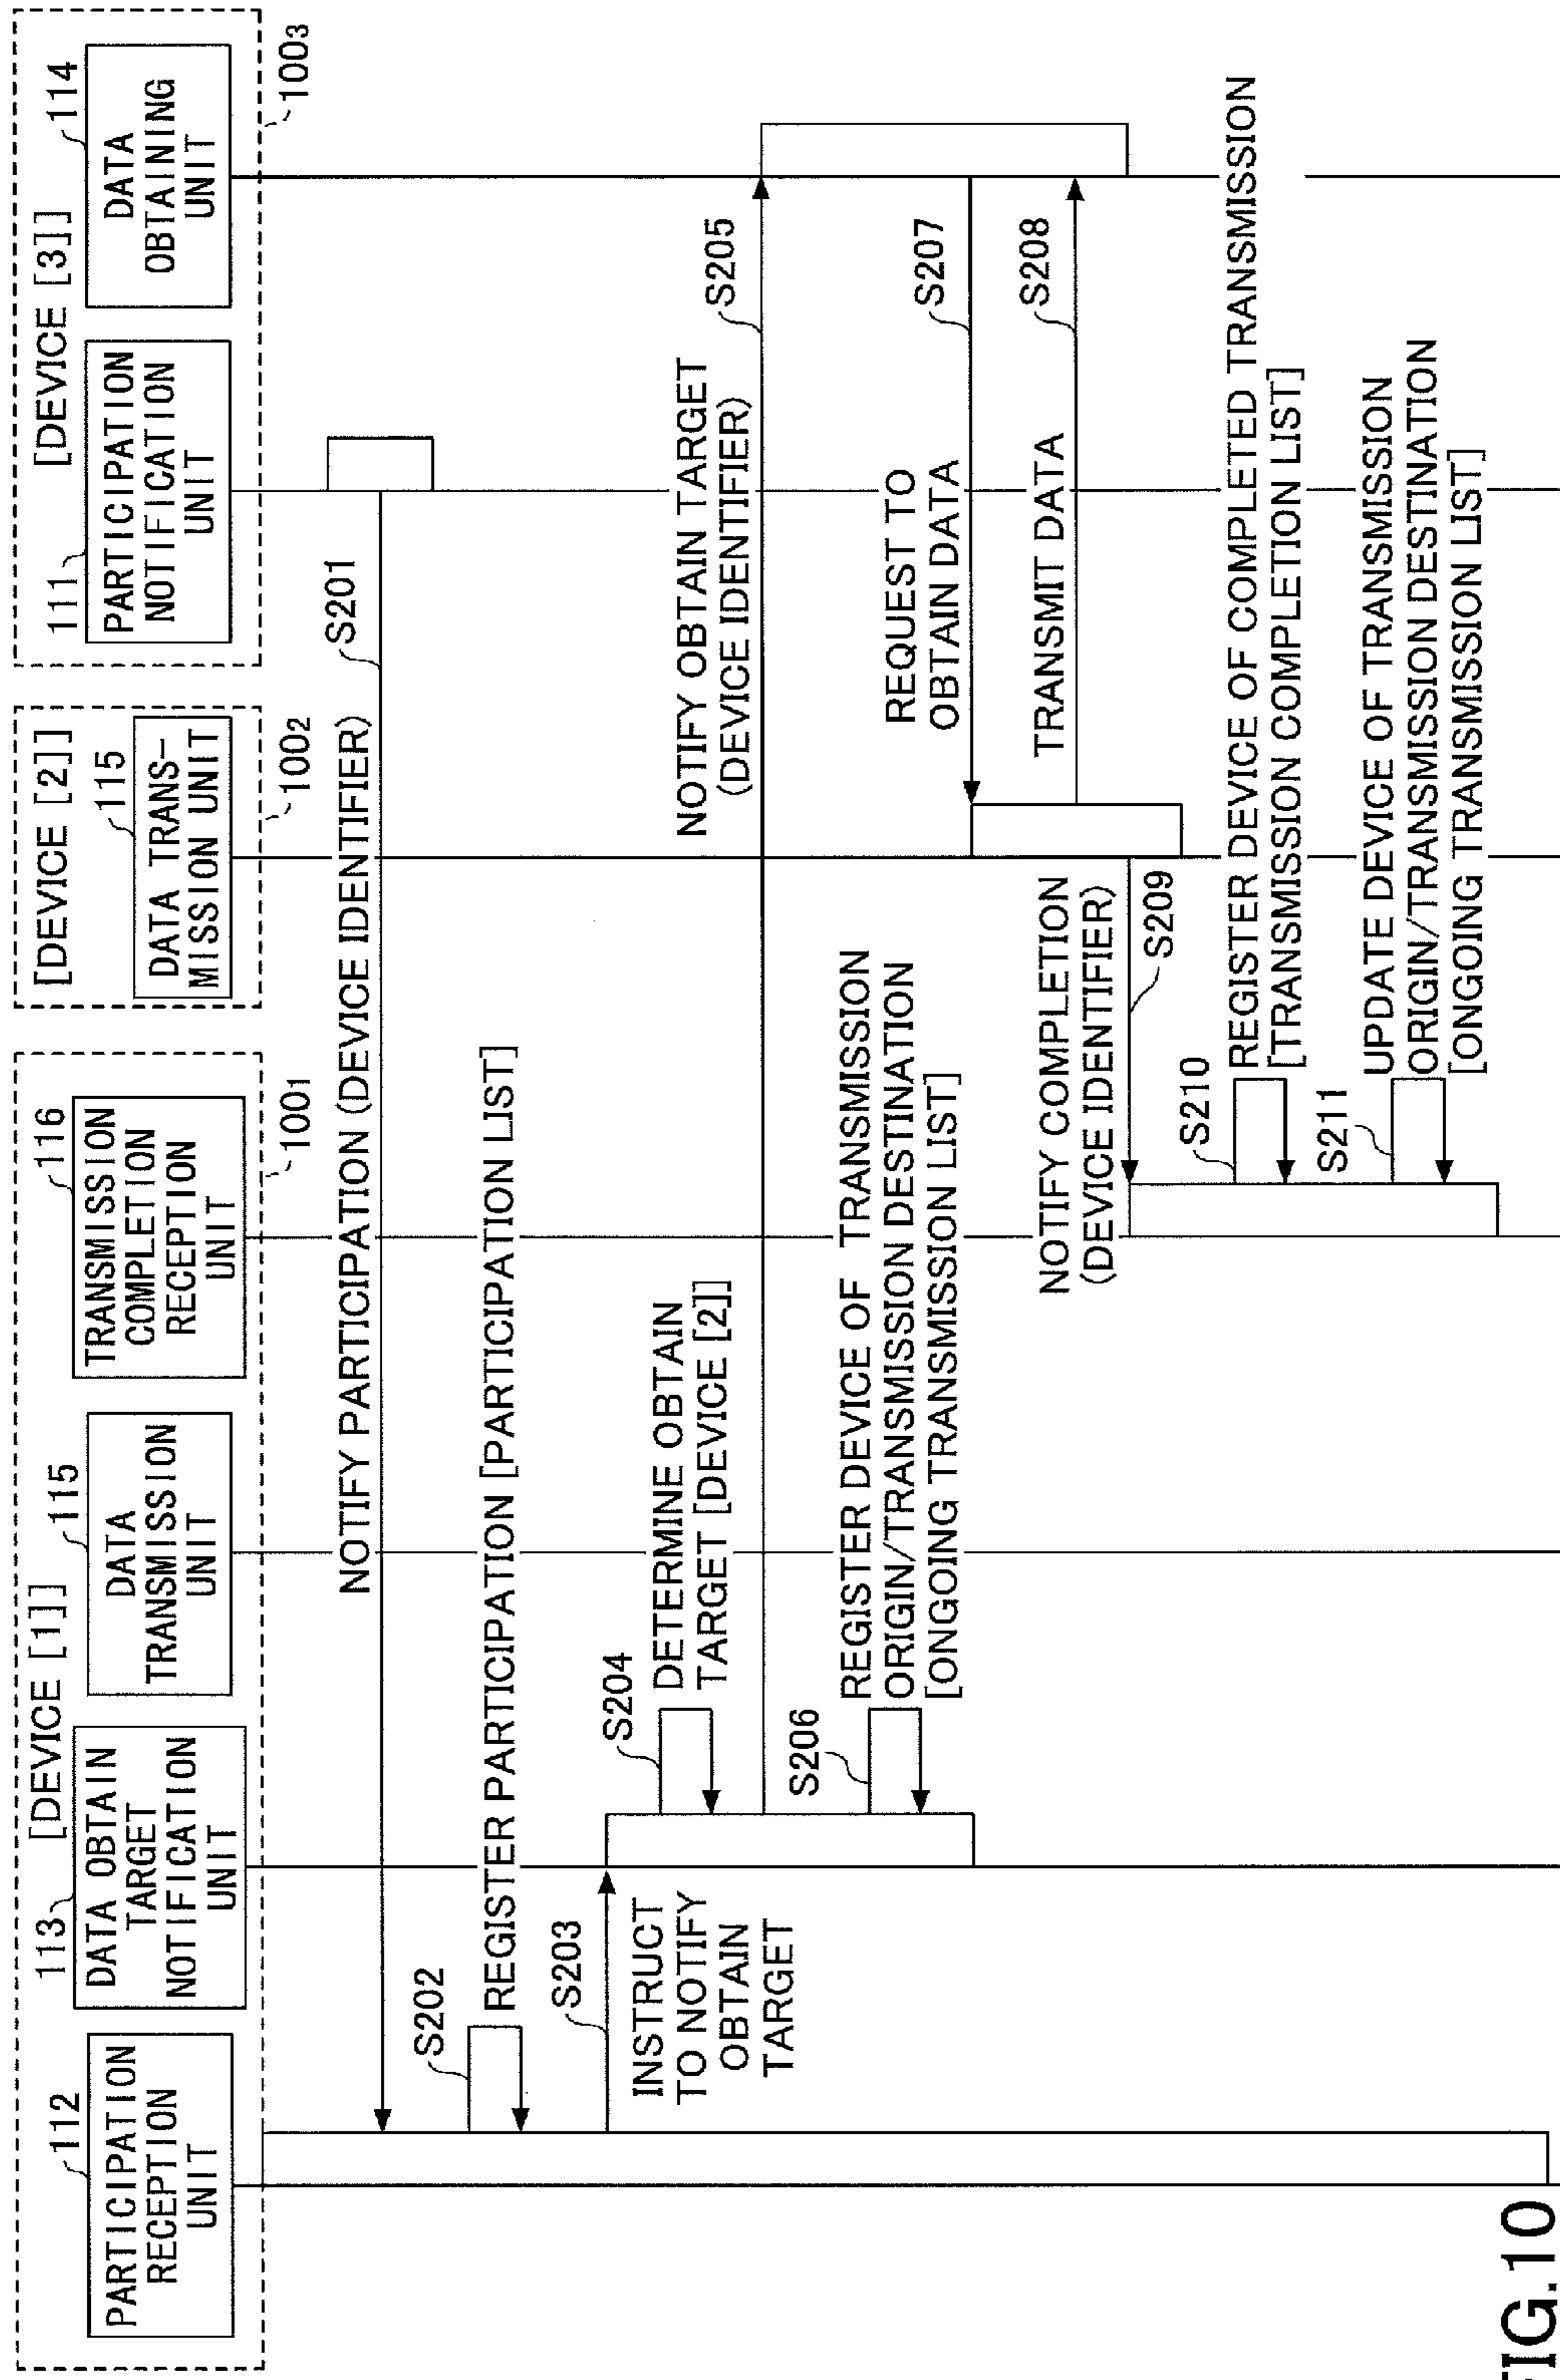 [DEVICE [1]]
112
PARTICIPATION
RECEPTION
UNIT
113
DATA OBTAIN
TARGET
NOTIFICATION
UNIT
115
DATA
TRANSMISSION
UNIT
116
TRANSMISSION
COMPLETION
RECEPTION
UNIT
1001
[DEVICE [2]]
115
DATA TRANS-
MISSION UNIT
1002
[DEVICE [3]]
111
PARTICIPATION
NOTIFICATION
UNIT
114
DATA
OBTAINING
UNIT
1003
S201
NOTIFY PARTICIPATION (DEVICE IDENTIFIER)
S202
REGISTER PARTICIPATION [PARTICIPATION LIST]
S203
INSTRUCT
TO NOTIFY
OBTAIN
TARGET
S204
DETERMINE OBTAIN
TARGET [DEVICE [2]]
NOTIFY OBTAIN TARGET
(DEVICE IDENTIFIER)
S205
S206
REGISTER DEVICE OF TRANSMISSION
ORIGIN/TRANSMISSION DESTINATION
[ONGOING TRANSMISSION LIST]
REQUEST TO
OBTAIN DATA
S207
TRANSMIT DATA
S208
NOTIFY COMPLETION
(DEVICE IDENTIFIER)
S209
S210
REGISTER DEVICE OF COMPLETED TRANSMISSION
[TRANSMISSION COMPLETION LIST]
S211
UPDATE DEVICE OF TRANSMISSION
ORIGIN/TRANSMISSION DESTINATION
[ONGOING TRANSMISSION LIST]
FIG.10